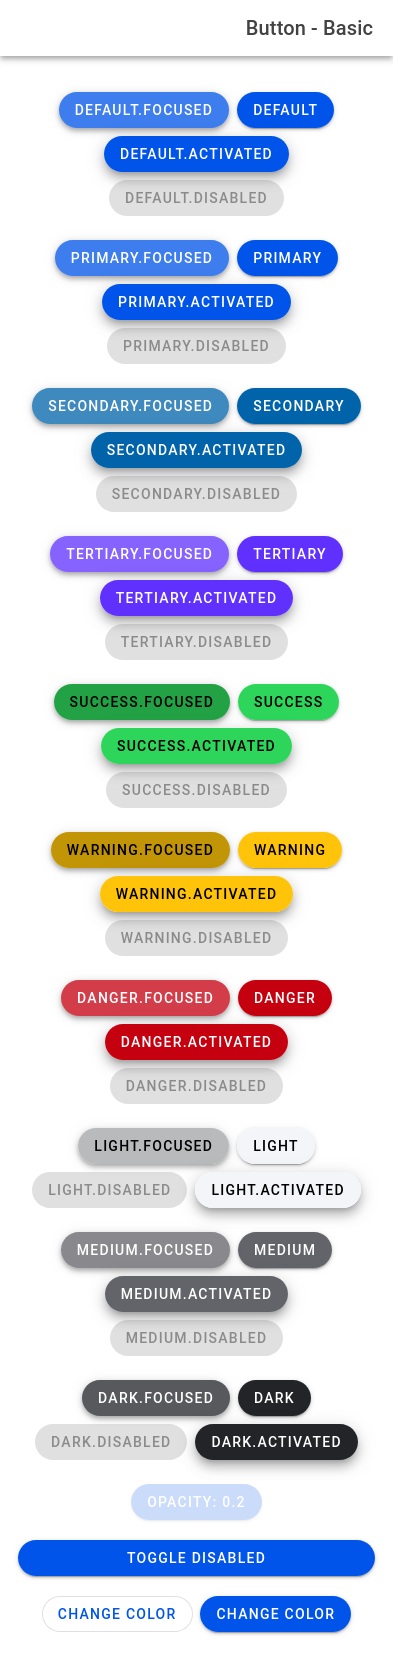 Button - Basic
DEFAULT.FOCUSED DEFAULT
DEFAULT.ACTIVATED
DEFAULT.DISABLED
PRIMARY.FOCUSED PRIMARY
PRIMARY.ACTIVATED
PRIMARY.DISABLED
SECONDARY.FOCUSED SECONDARY
SECONDARY.ACTIVATED
SECONDARY.DISABLED
TERTIARY.FOCUSED TERTIARY
TERTIARY.ACTIVATED
TERTIARY.DISABLED
SUCCESS.FOCUSED SUCCESS
SUCCESS.ACTIVATED
SUCCESS.DISABLED
WARNING.FOCUSED WARNING
WARNING.ACTIVATED
WARNING.DISABLED
DANGER.FOCUSED DANGER
DANGER.ACTIVATED
DANGER.DISABLED
LIGHT.FOCUSED LIGHT
LIGHT.DISABLED LIGHT.ACTIVATED
MEDIUM.FOCUSED MEDIUM
MEDIUM.ACTIVATED
MEDIUM.DISABLED
DARK.FOCUSED DARK
DARK.DISABLED DARK.ACTIVATED
OPACITY: 0.2
TOGGLE DISABLED
CHANGE COLOR CHANGE COLOR